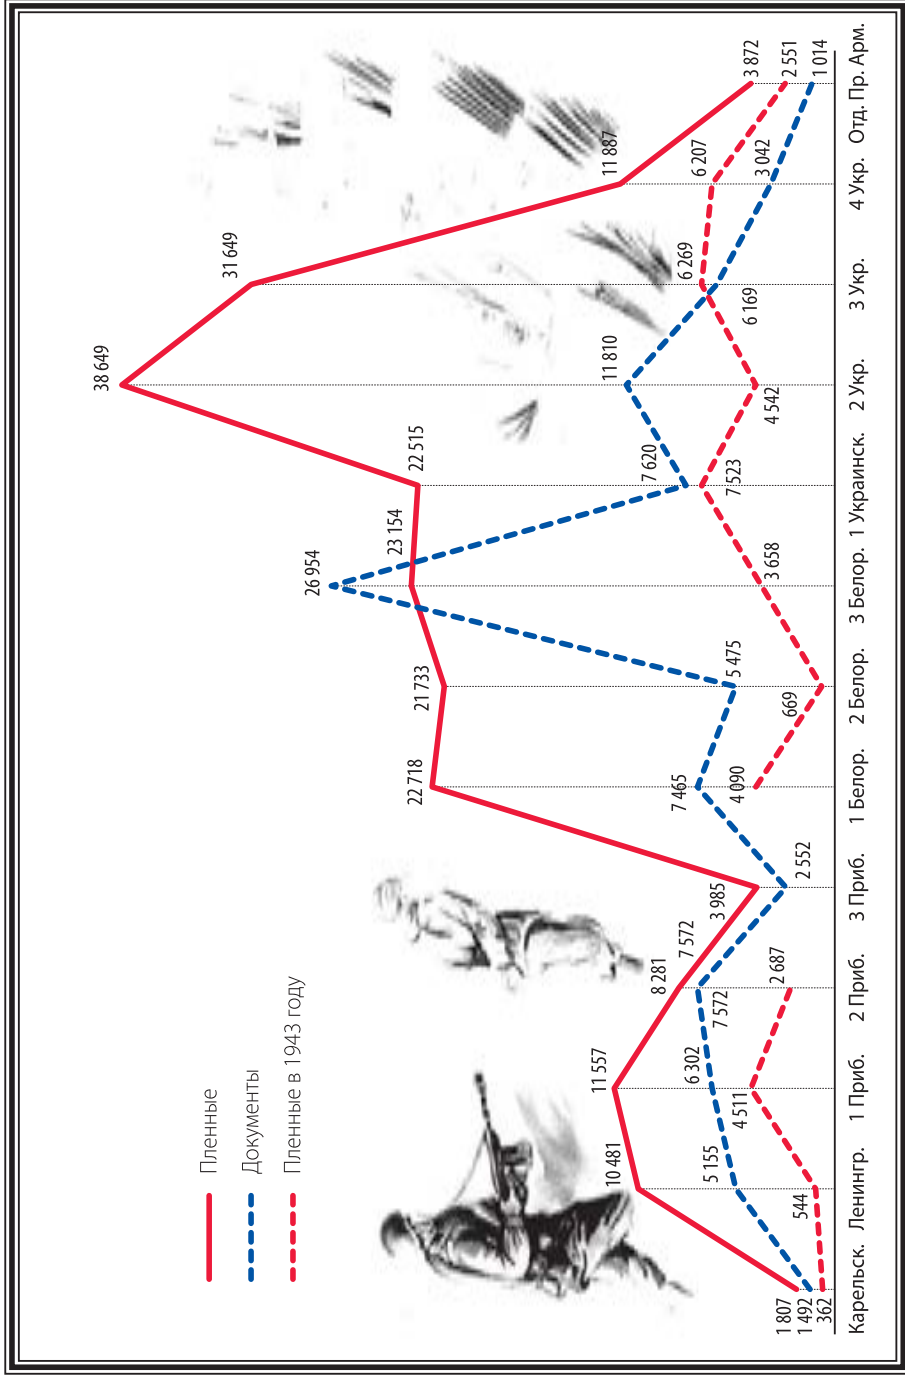 Пленные
Документы
Пленные в 1943 году
38 649
31 649
26 954
23 154
22 515
22 718
21 733
11 887
11 810
11 557
10 481
8 281
7 572
3 985
7 620
6 207
6 269
3 872
2 551
1 014
3 042
6 169
4 542
7 523
3 658
5 475
669
7 465
4 090
2 552
7 572
2 687
6 302
4 511
5 155
544
1 807
1 492
362
Карельск.
Ленингр.
1 Приб.
2 Приб.
3 Приб.
1 Белор.
2 Белор.
3 Белор.
1 Украинск.
2 Укр.
3 Укр.
4 Укр.
Отд. Пр. Арм.